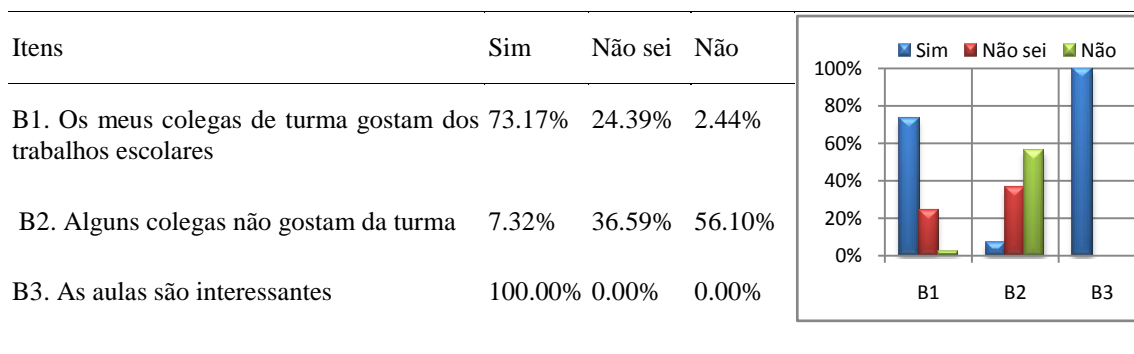 Itens Sim Não sei Não
B1. Os meus colegas de turma gostam dos 73.17% 24.39% 2.44%
trabalhos escolares
B2. Alguns colegas não gostam da turma 7.32% 36.59% 56.10%
B3. As aulas são interessantes 100.00% 0.00% 0.00%
Sim Não sei Não
100%
80%
60%
40%
20%
0%
B1 B2 B3